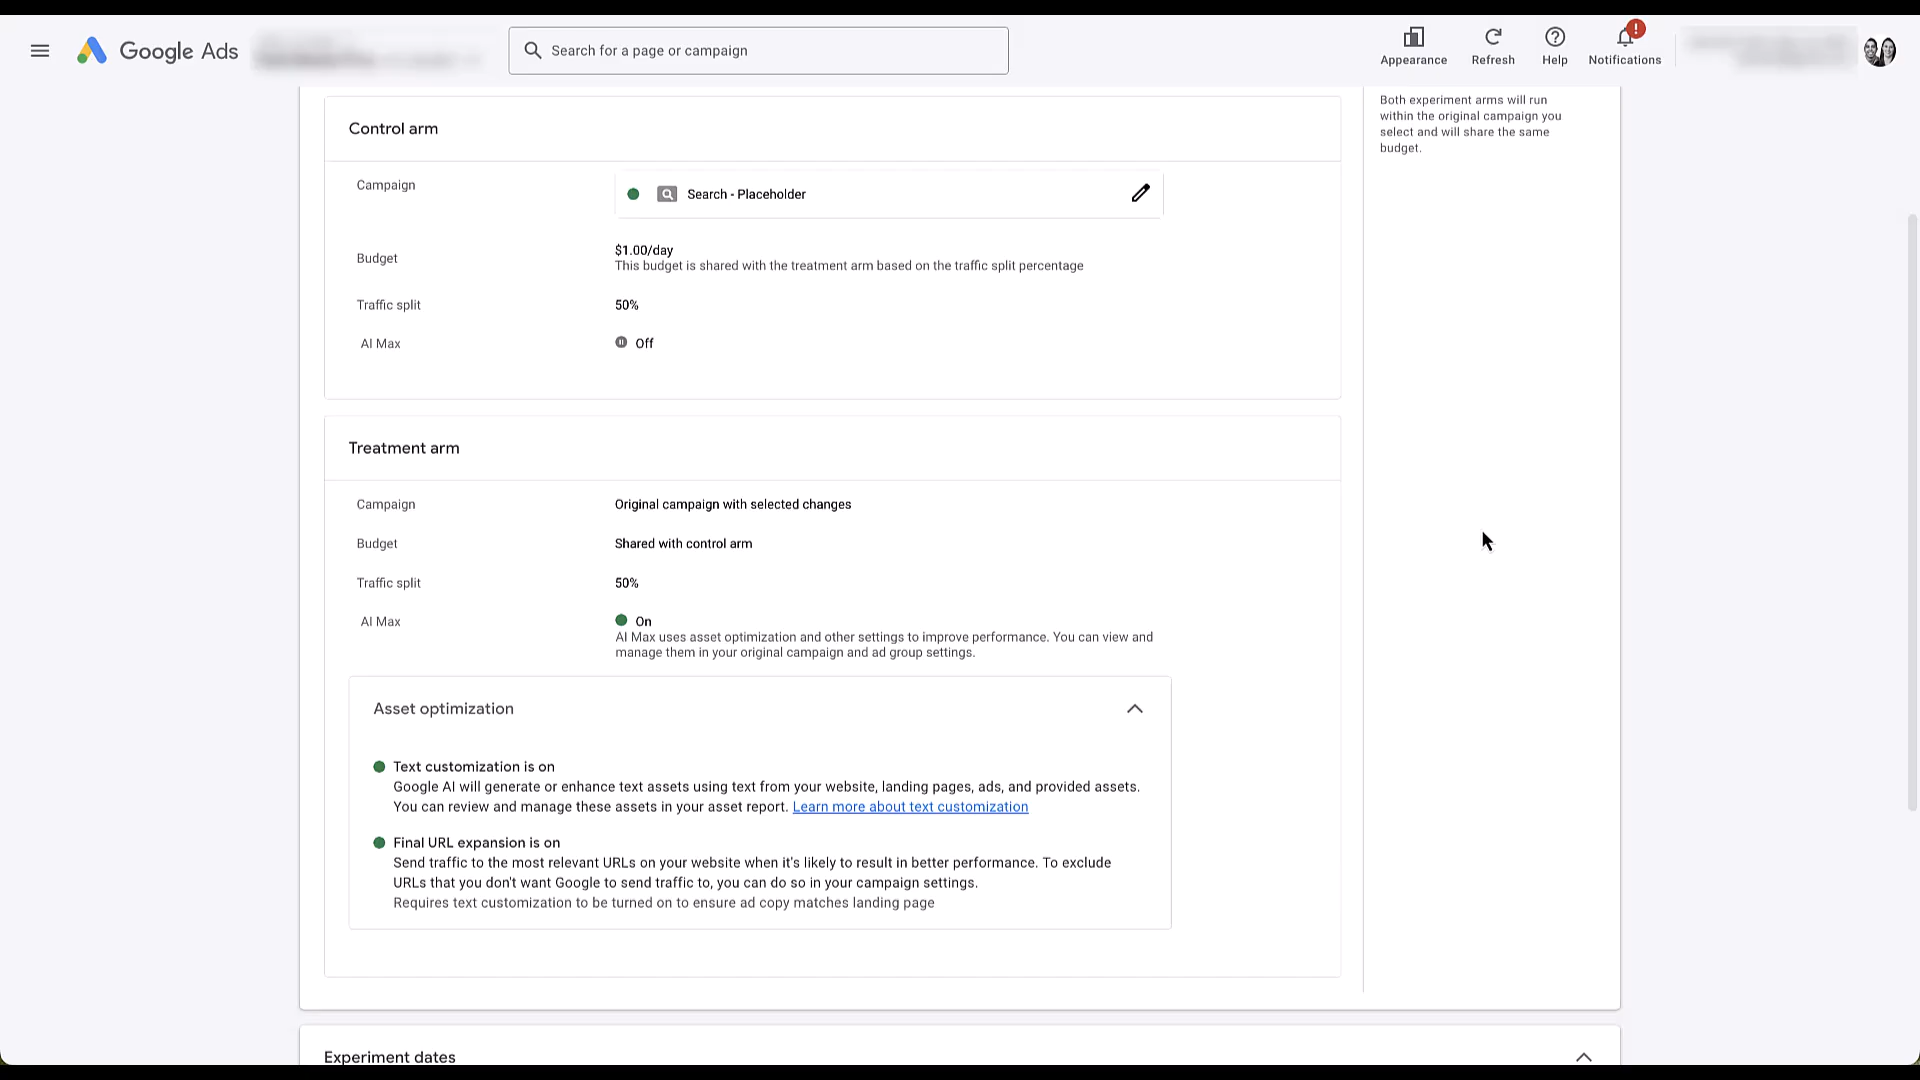 Google Ads
Search for a page or campaign
Appearance
Refresh
Help
Notifications
!
Both experiment arms will run
within the original campaign you
select and will share the same
budget.
Control arm
Campaign
Search - Placeholder
Budget
$1.00/day
This budget is shared with the treatment arm based on the traffic split percentage
Traffic split
50%
AI Max
Off
Treatment arm
Campaign
Original campaign with selected changes
Budget
Shared with control arm
Traffic split
50%
AI Max
On
AI Max uses asset optimization and other settings to improve performance. You can view and
manage them in your original campaign and ad group settings.
Asset optimization
Text customization is on
Google AI will generate or enhance text assets using text from your website, landing pages, ads, and provided assets.
You can review and manage these assets in your asset report. Learn more about text customization
Final URL expansion is on
Send traffic to the most relevant URLs on your website when it's likely to result in better performance. To exclude
URLs that you don't want Google to send traffic to, you can do so in your campaign settings.
Requires text customization to be turned on to ensure ad copy matches landing page
Experiment dates